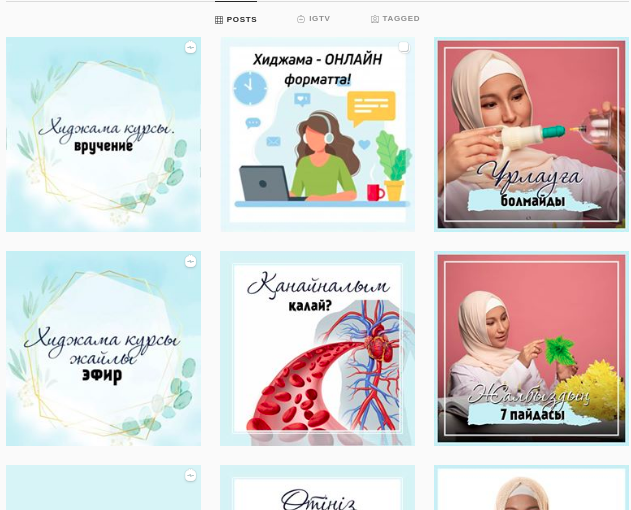 POSTS
IGTV
TAGGED
Хиджама курсы.
вручение
Хиджама - ОНЛАЙН
форматта!
Ұрлауға
болмайды
Хиджама курсы
жайлы
эфир
Қанайналым
калай?
Жалбыздың
7 пайдасы
Өтініз